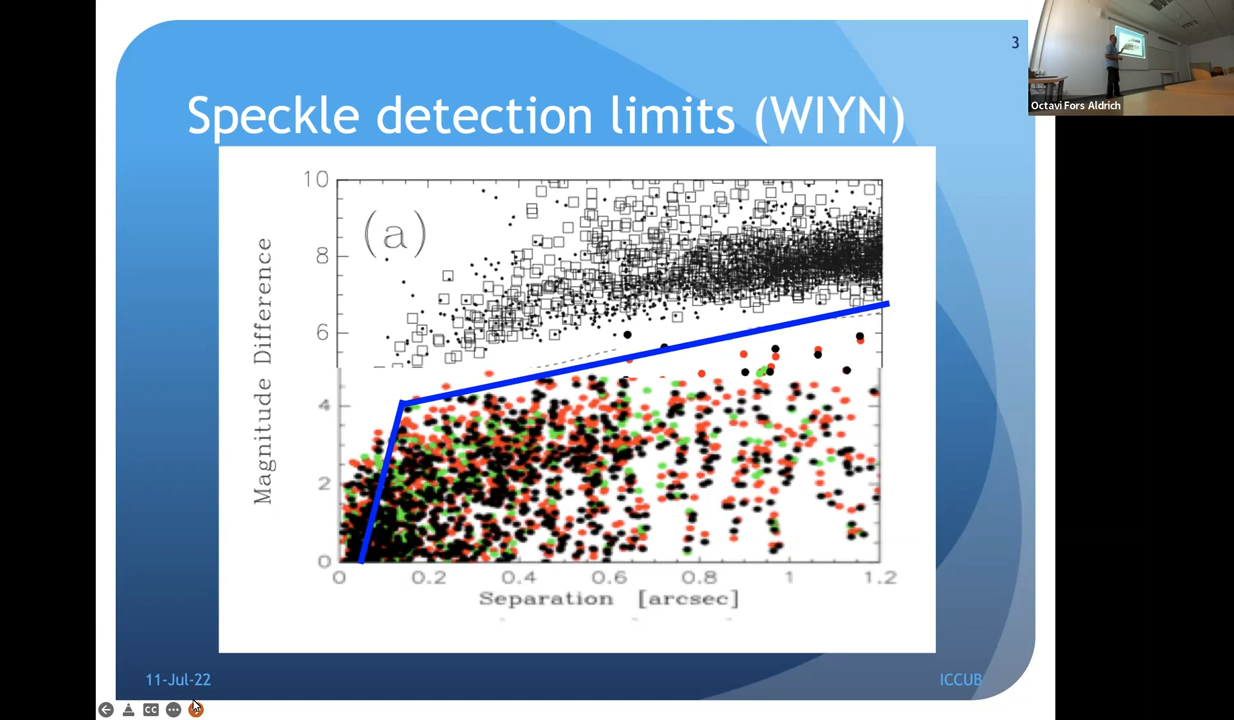 3
Octavi Fors Aldrich
Speckle detection limits (WIYN)
10
(a)
8
Magnitude Difference
6
4
2
0
0 0.2 0.4 0.6 0.8 1 1.2
Separation [arcsec]
11-Jul-22
ICCUB
CC